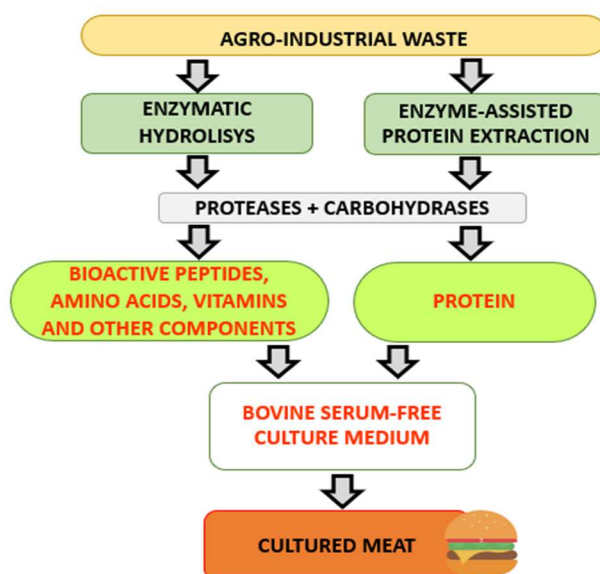 AGRO-INDUSTRIAL WASTE
ENZYMATIC
HYDROLISYS
ENZYME-ASSISTED
PROTEIN EXTRACTION
PROTEASES + CARBOHYDRASES
BIOACTIVE PEPTIDES,
AMINO ACIDS, VITAMINS
AND OTHER COMPONENTS
PROTEIN
BOVINE SERUM-FREE
CULTURE MEDIUM
CULTURED MEAT